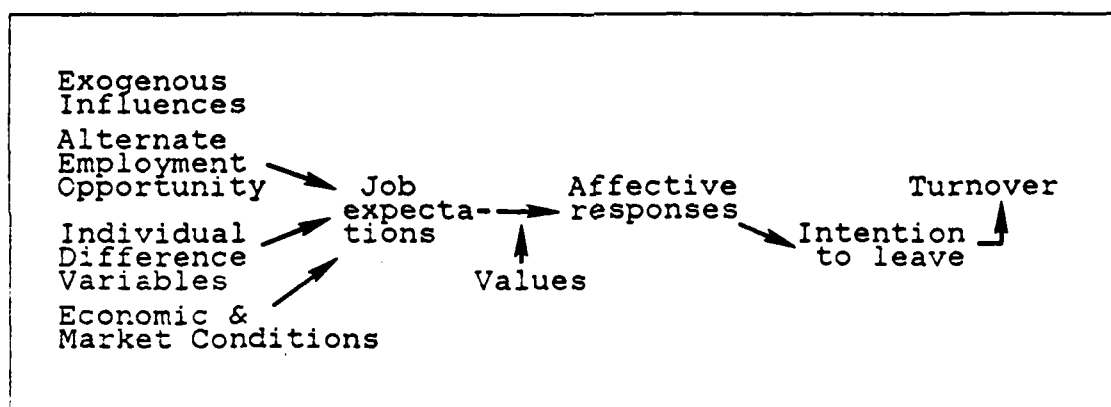 Exogenous
Influences
Alternate
Employment
Opportunity
Individual
Difference
Variables
Economic &
Market Conditions
Job
expecta-
tions
Values
Affective
responses
Intention
to leave
Turnover